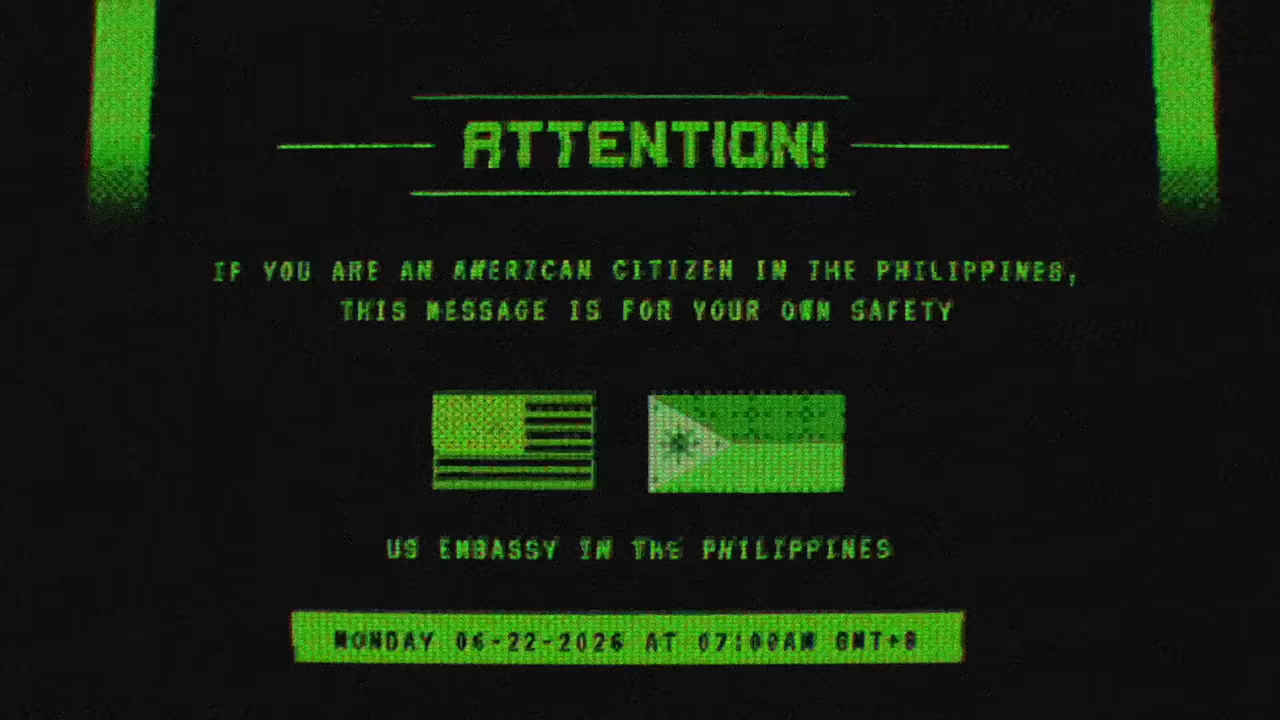 ATTENTION!
IF YOU ARE AN AMERICAN CITIZEN IN THE PHILIPPINES,
THIS MESSAGE IS FOR YOUR OWN SAFETY
US EMBASSY IN THE PHILIPPINES
MONDAY 06-22-2026 AT 07:00AM GMT+8